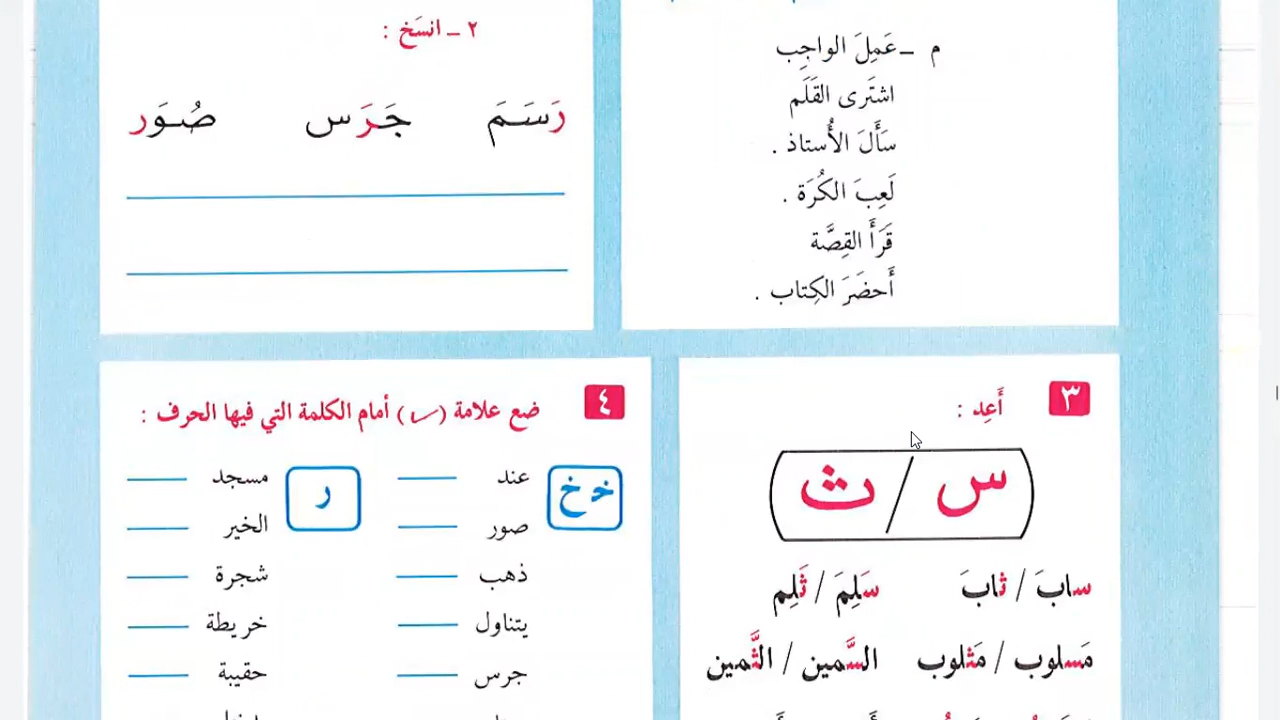 م ـ عَمِلَ الواجِب
اشتَرى القَلَم
سَأَلَ الأُستاذ .
لَعِبَ الكُرَة .
قَرَأَ القِصَّة
أَحضَرَ الكِتاب .
٢ ـ انسَخ :
رَسَمَ جَرَس صُوَر
٣ أَعِد :
س / ث
سابَ / ثابَ سَلِمَ / ثَلِم
مَسلوب / مَثلوب السَّمين / الثَّمين
٤ ضع علامة (✓) أمام الكلمة التي فيها الحرف :
خ خ عند ر مسجد
صور الخير
ذهب شجرة
يتناول خريطة
جرس حقيبة